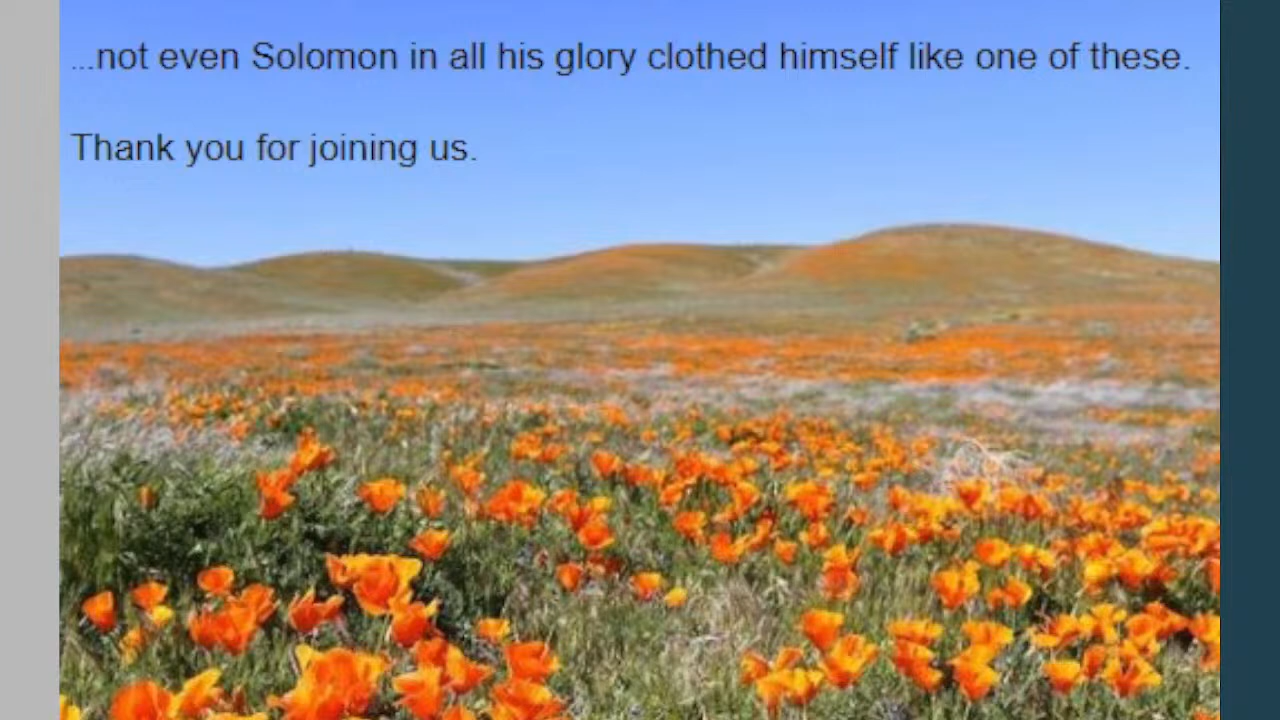 ...not even Solomon in all his glory clothed himself like one of these.
Thank you for joining us.